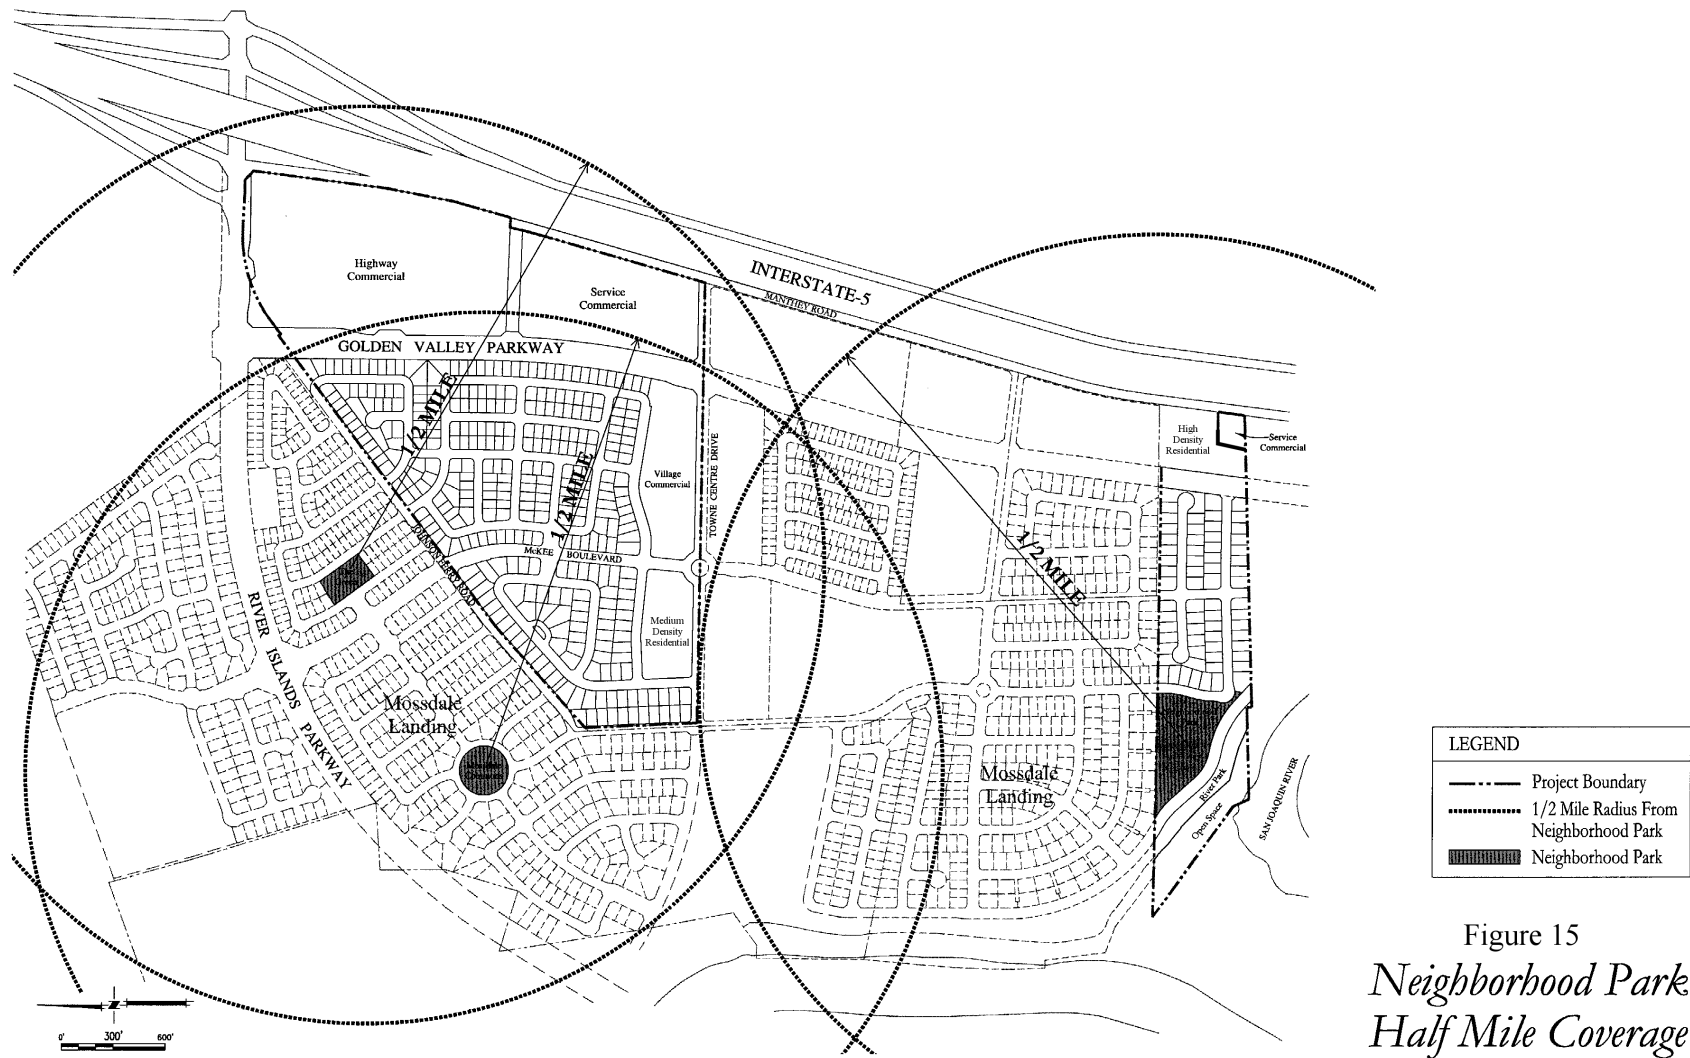 Highway
Commercial
Service
Commercial
INTERSTATE-5
MANTHEY ROAD
GOLDEN VALLEY PARKWAY
1/2 MILE
1/2 MILE
1/2 MILE
Village
Commercial
TOWNE CENTRE DRIVE
High
Density
Residential
Service
Commercial
McKEE BOULEVARD
JOHNSON FERRY ROAD
Medium
Density
Residential
RIVER ISLANDS PARKWAY
Mossdale
Landing
Mossdale
Landing
River Park
Open Space
SAN JOAQUIN RIVER
LEGEND
Project Boundary
1/2 Mile Radius From
Neighborhood Park
Neighborhood Park
Z
0' 300' 600'
Figure 15
Neighborhood Park
Half Mile Coverage